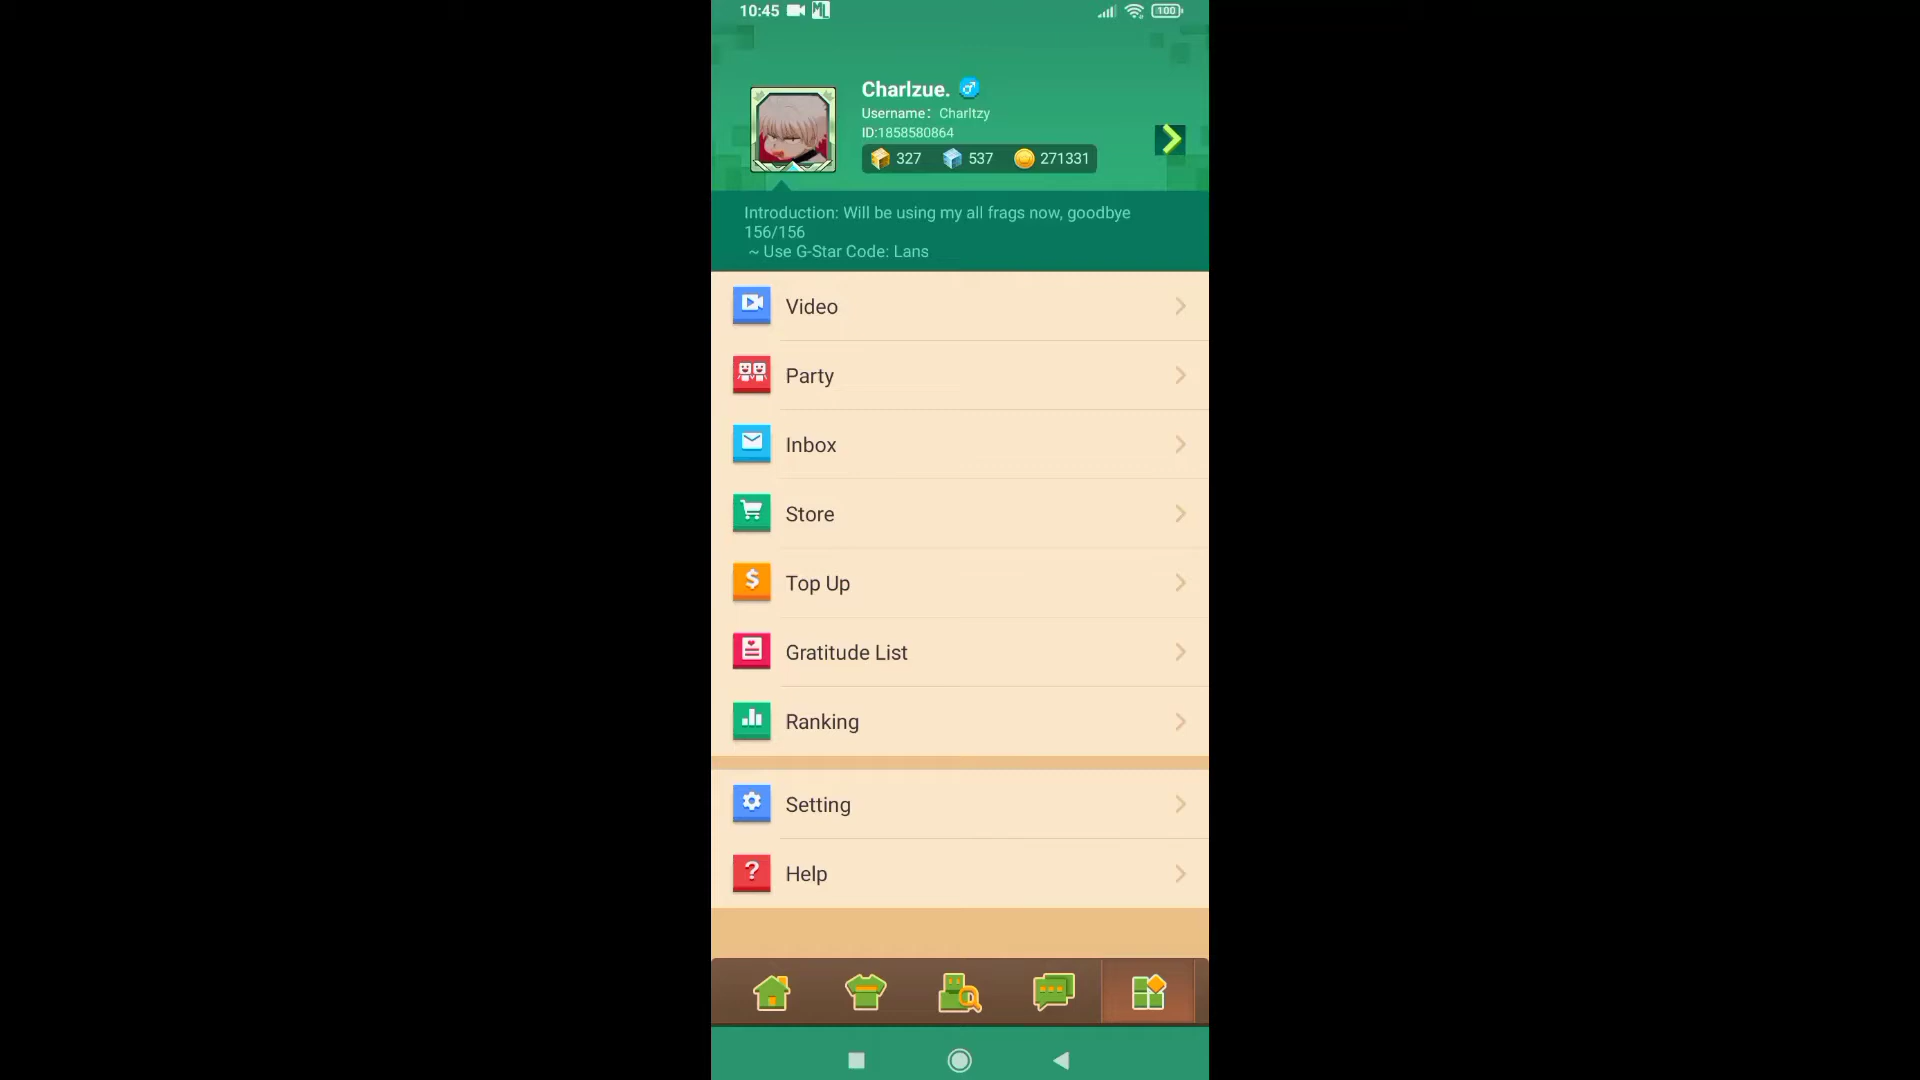 10:45
100
Charlzue.
Username: Charltzy
ID:1858580864
327 537 271331
Introduction: Will be using my all frags now, goodbye
156/156
~ Use G-Star Code: Lans
Video
Party
Inbox
Store
Top Up
Gratitude List
Ranking
Setting
Help